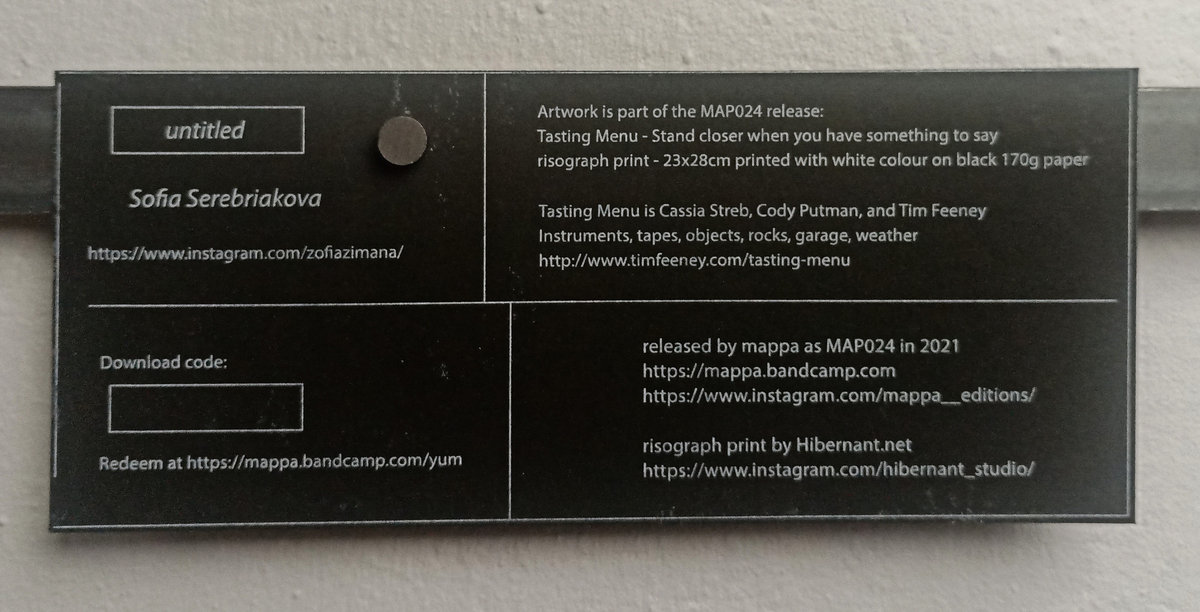 untitled
Sofia Serebriakova
https://www.instagram.com/zofiazimana/
Artwork is part of the MAP024 release:
Tasting Menu - Stand closer when you have something to say
risograph print - 23x28cm printed with white colour on black 170g paper
Tasting Menu is Cassia Streb, Cody Putman, and Tim Feeney
Instruments, tapes, objects, rocks, garage, weather
http://www.timfeeney.com/tasting-menu
Download code:
Redeem at https://mappa.bandcamp.com/yum
released by mappa as MAP024 in 2021
https://mappa.bandcamp.com
https://www.instagram.com/mappa__editions/
risograph print by Hibernant.net
https://www.instagram.com/hibernant_studio/